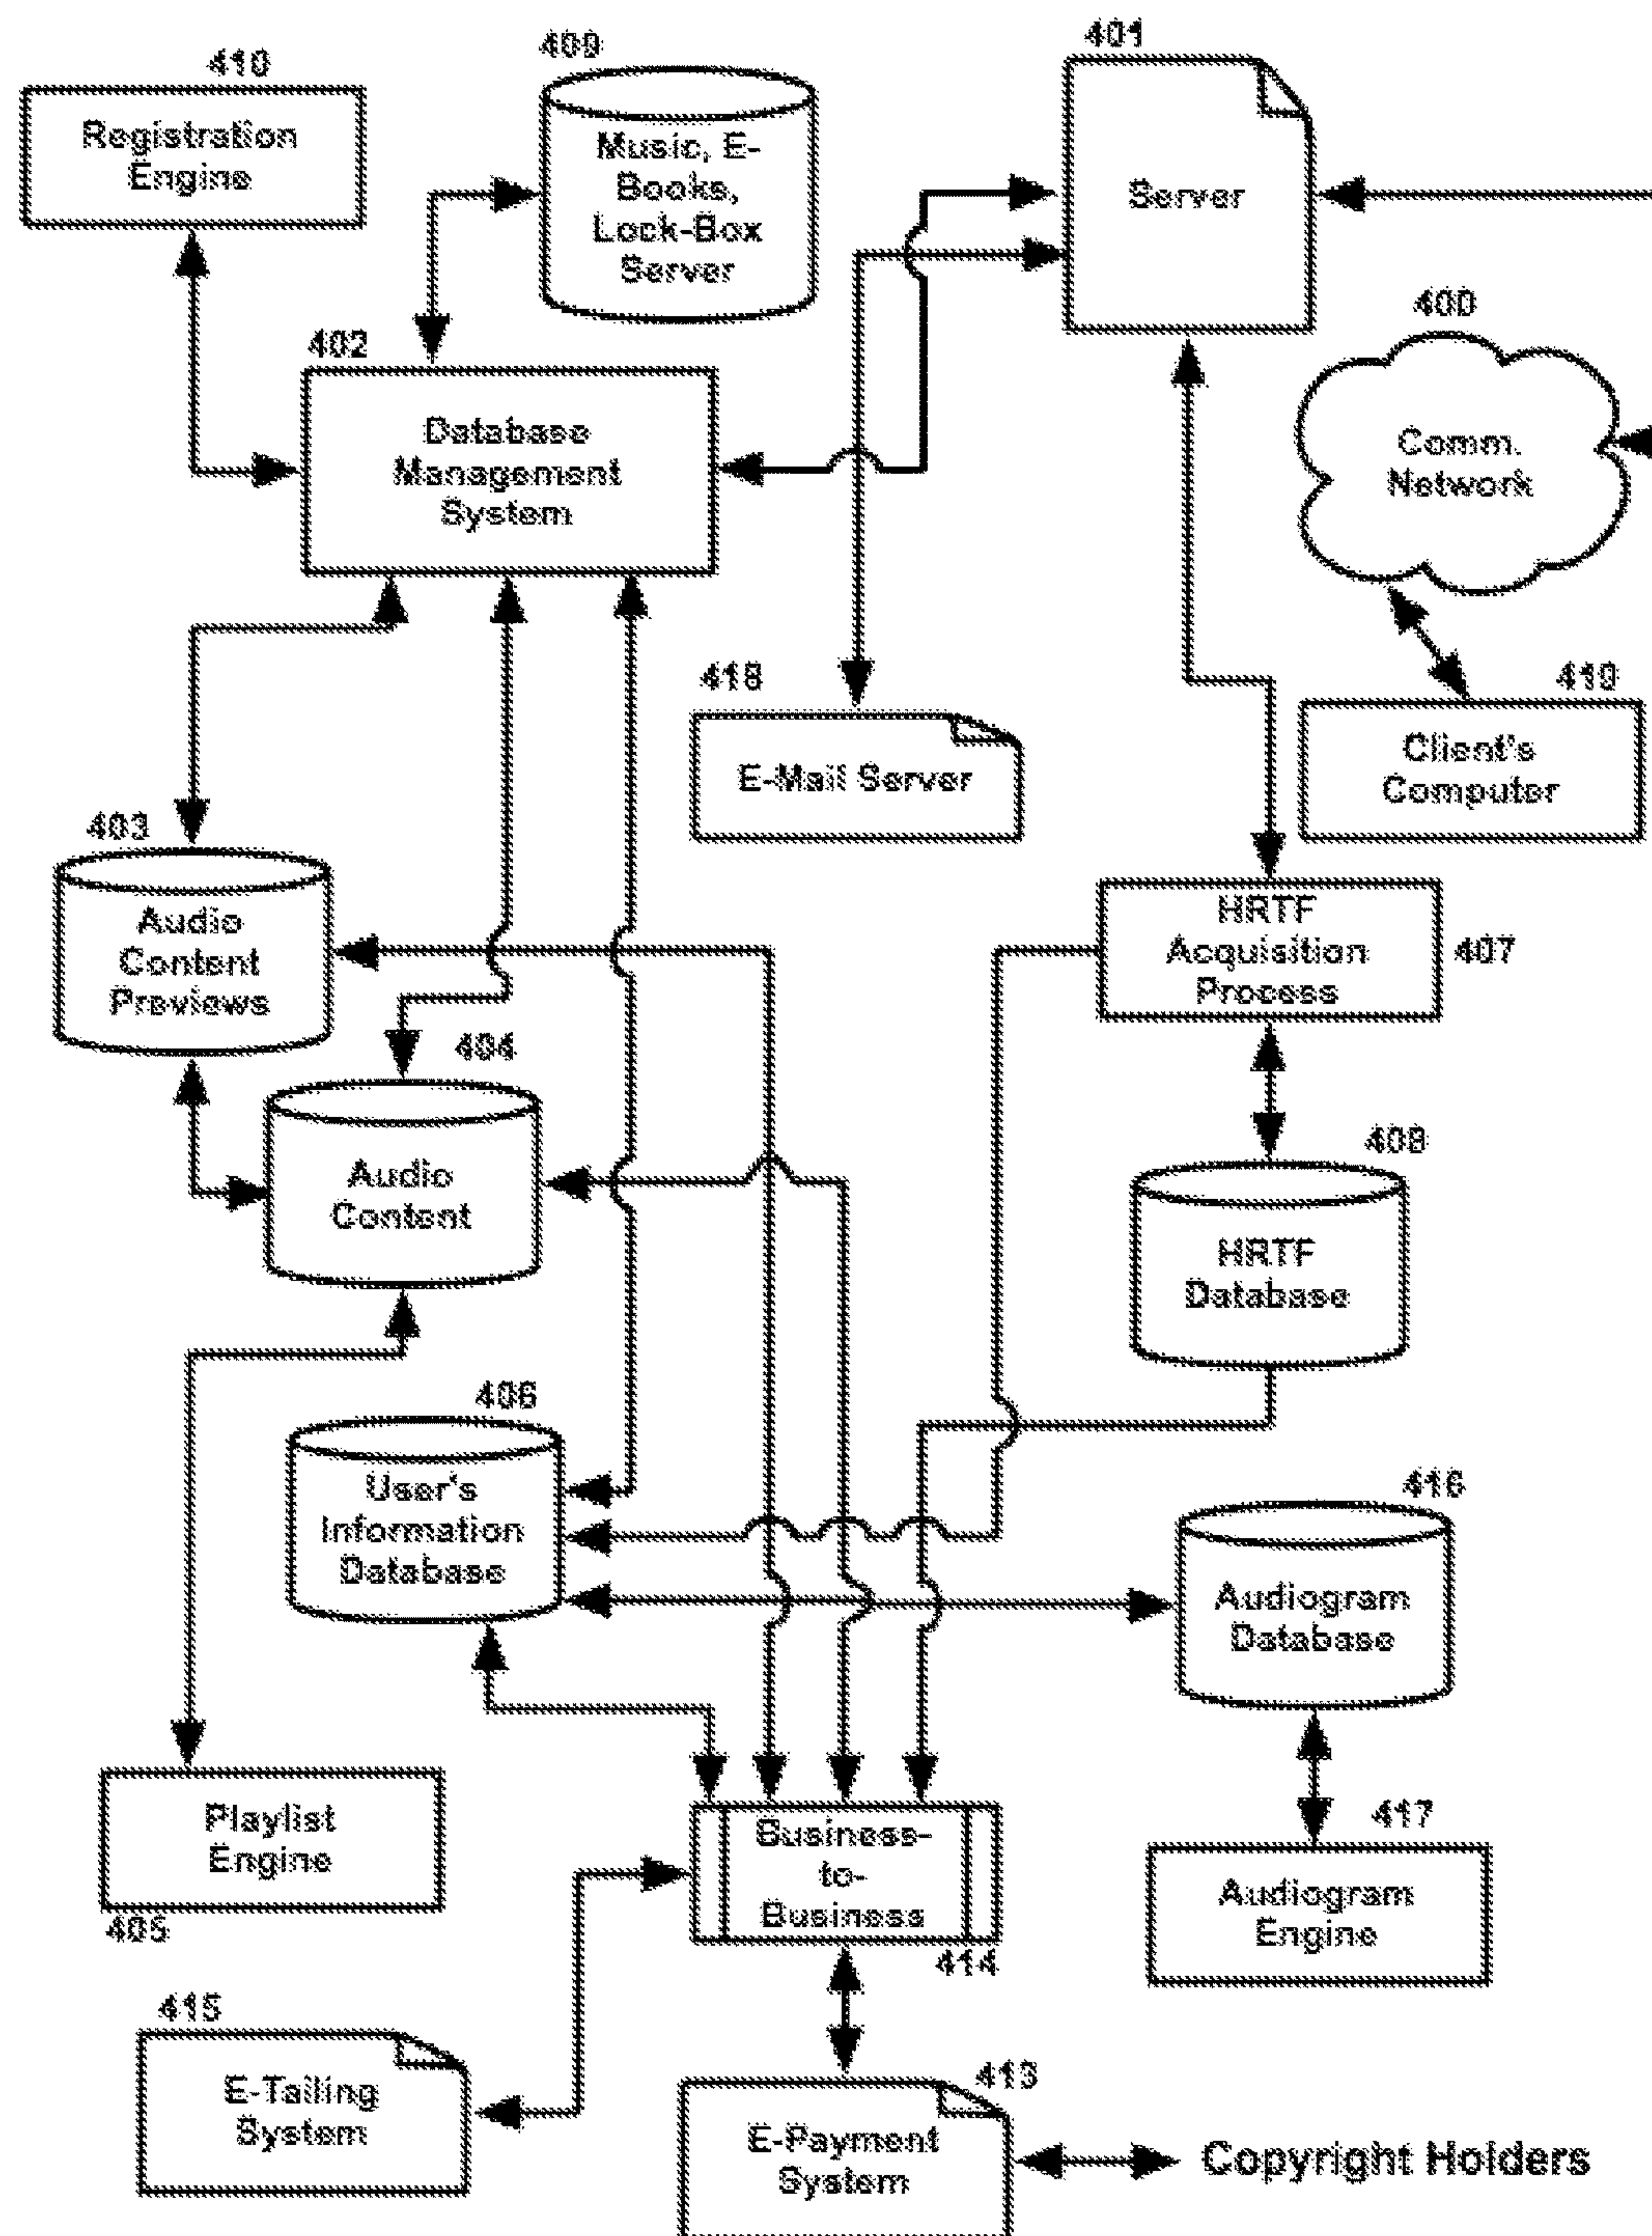 410
Registration
Engine
409
Music, E-
Books,
Lock-Box
Server
401
Server
402
Database
Management
System
400
Comm.
Network
418
E-Mail Server
419
Client's
Computer
403
Audio
Content
Previews
HRTF
Acquisition
Process
407
404
Audio
Content
408
HRTF
Database
406
User's
Information
Database
416
Audiogram
Database
Playlist
Engine
405
Business-
to-
Business
414
417
Audiogram
Engine
415
E-Tailing
System
413
E-Payment
System
Copyright Holders